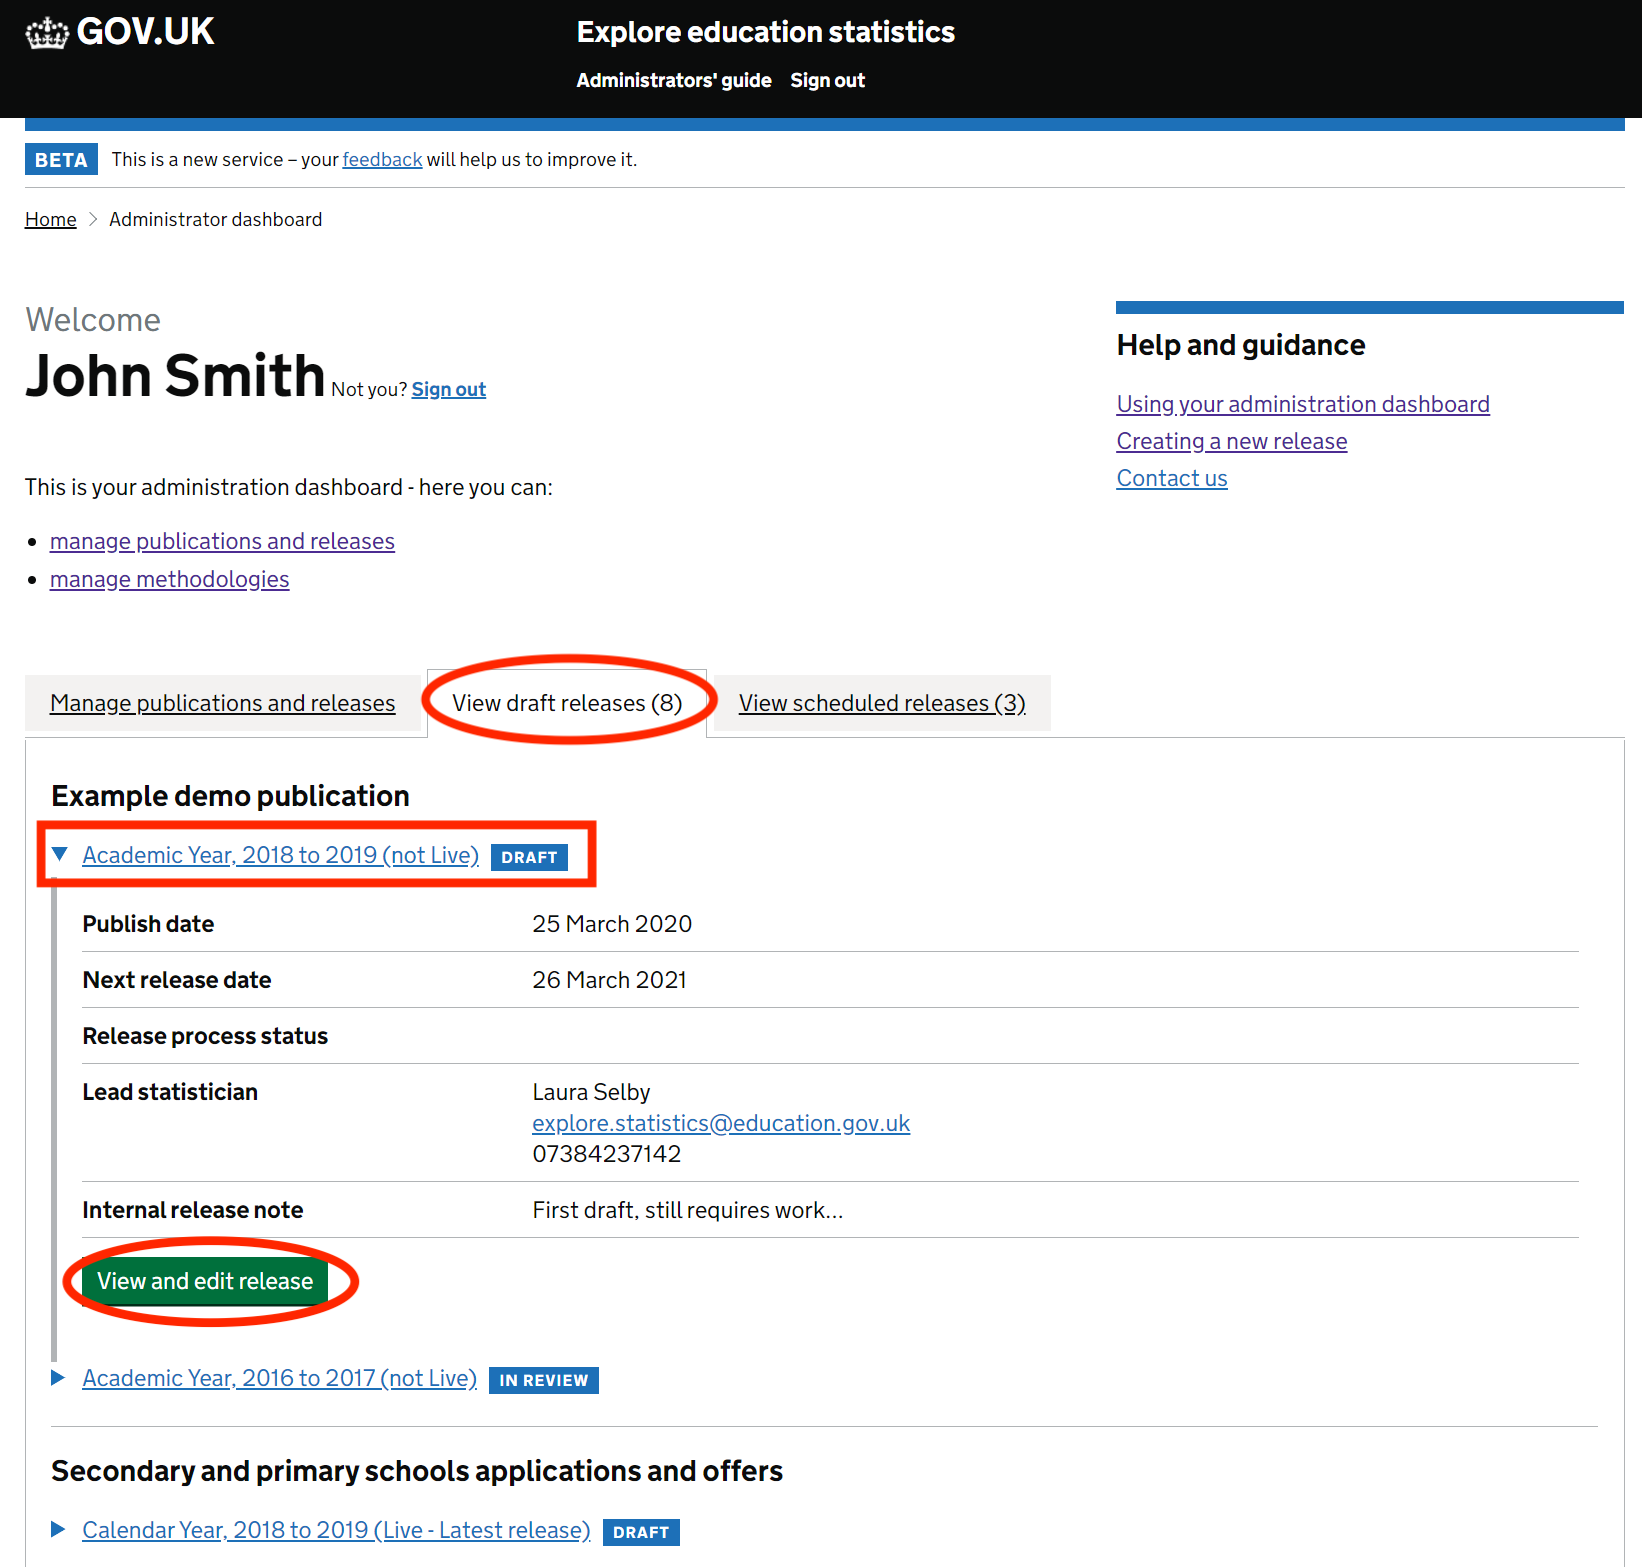 GOV.UK
Explore education statistics
Administrators' guide Sign out
BETA This is a new service – your feedback will help us to improve it.
Home Administrator dashboard
Welcome
John Smith Not you? Sign out
Help and guidance
Using your administration dashboard
Creating a new release
Contact us
This is your administration dashboard - here you can:
manage publications and releases
manage methodologies
Manage publications and releases View draft releases (8) View scheduled releases (3)
Example demo publication
Academic Year, 2018 to 2019 (not Live) DRAFT
Publish date 25 March 2020
Next release date 26 March 2021
Release process status
Lead statistician Laura Selby
explore.statistics@education.gov.uk
07384237142
Internal release note First draft, still requires work...
View and edit release
Academic Year, 2016 to 2017 (not Live) IN REVIEW
Secondary and primary schools applications and offers
Calendar Year, 2018 to 2019 (Live - Latest release) DRAFT